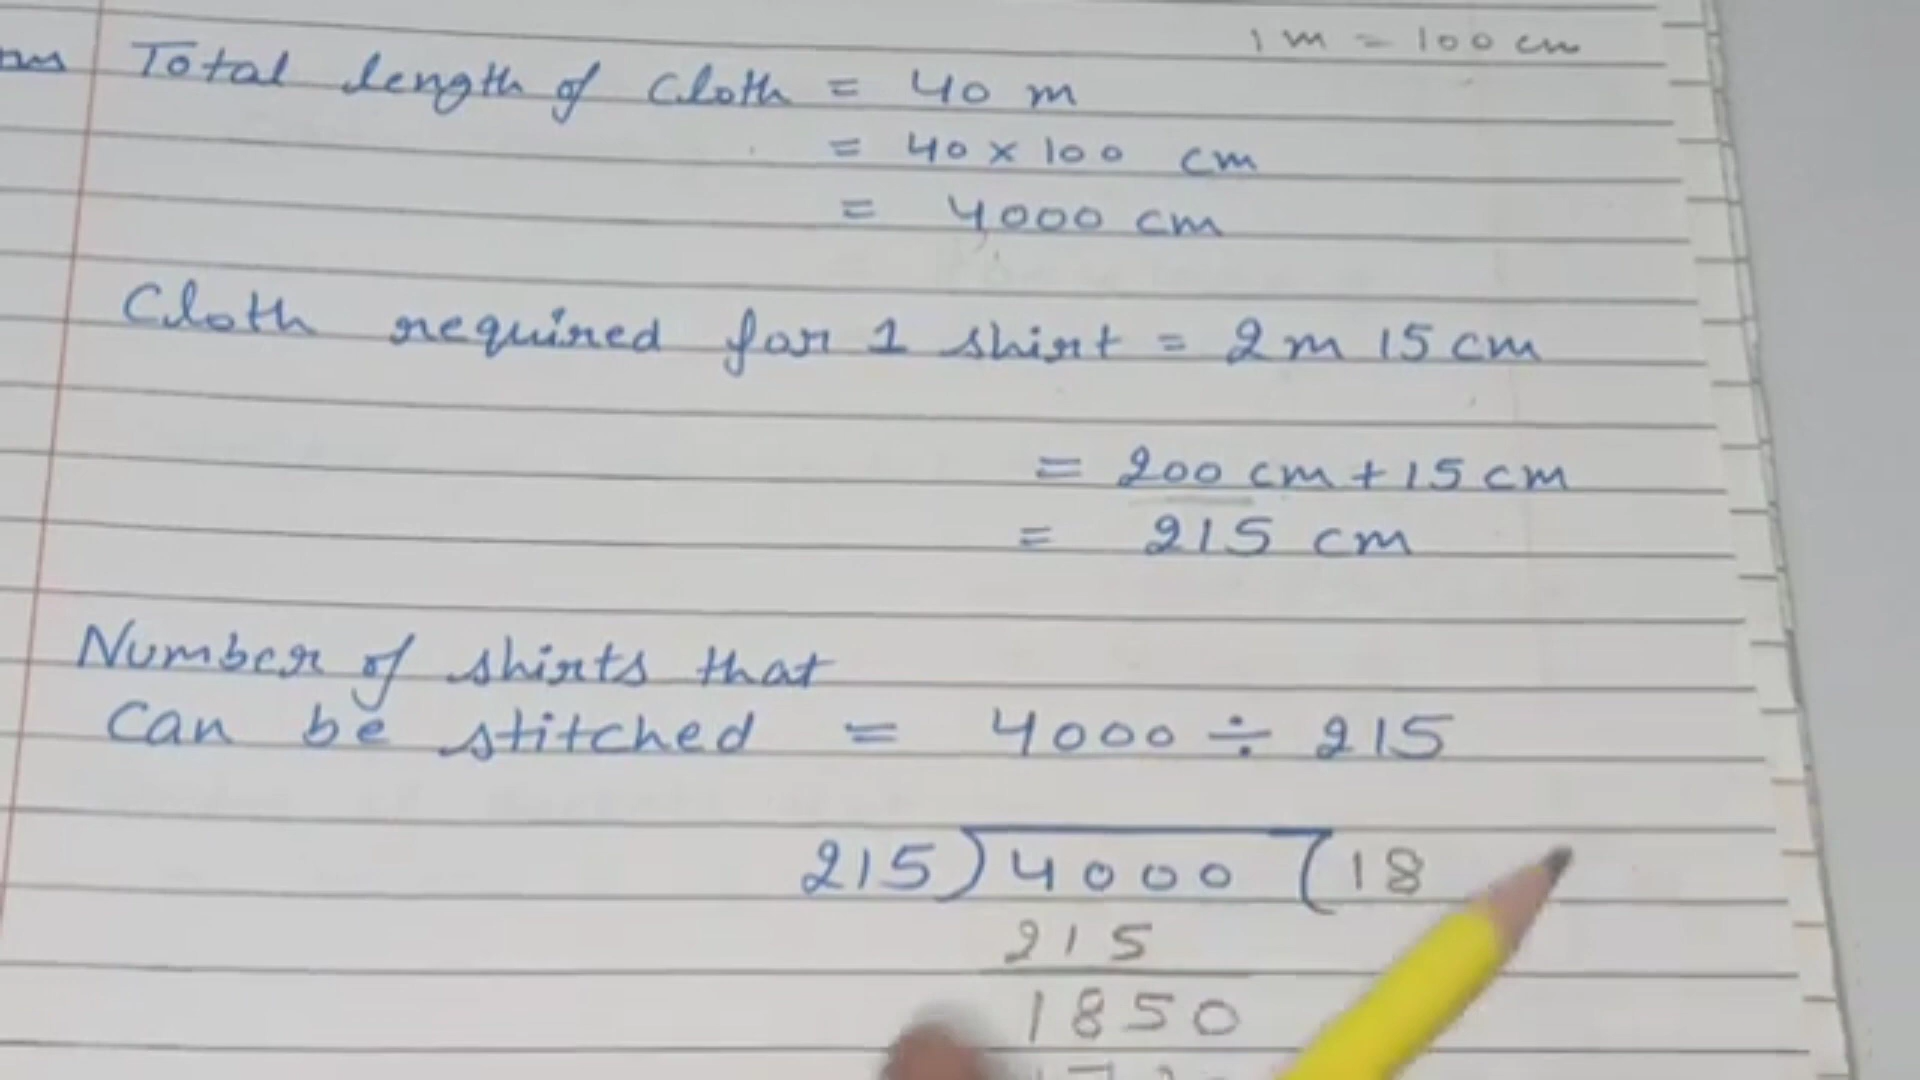 1 m = 100 cm
Ans Total length of cloth = 40 m
= 40 × 100 cm
= 4000 cm
Cloth required for 1 shirt = 2 m 15 cm
= 200 cm + 15 cm
= 215 cm
Number of shirts that
can be stitched = 4000 ÷ 215
215)4000(18
215
1850